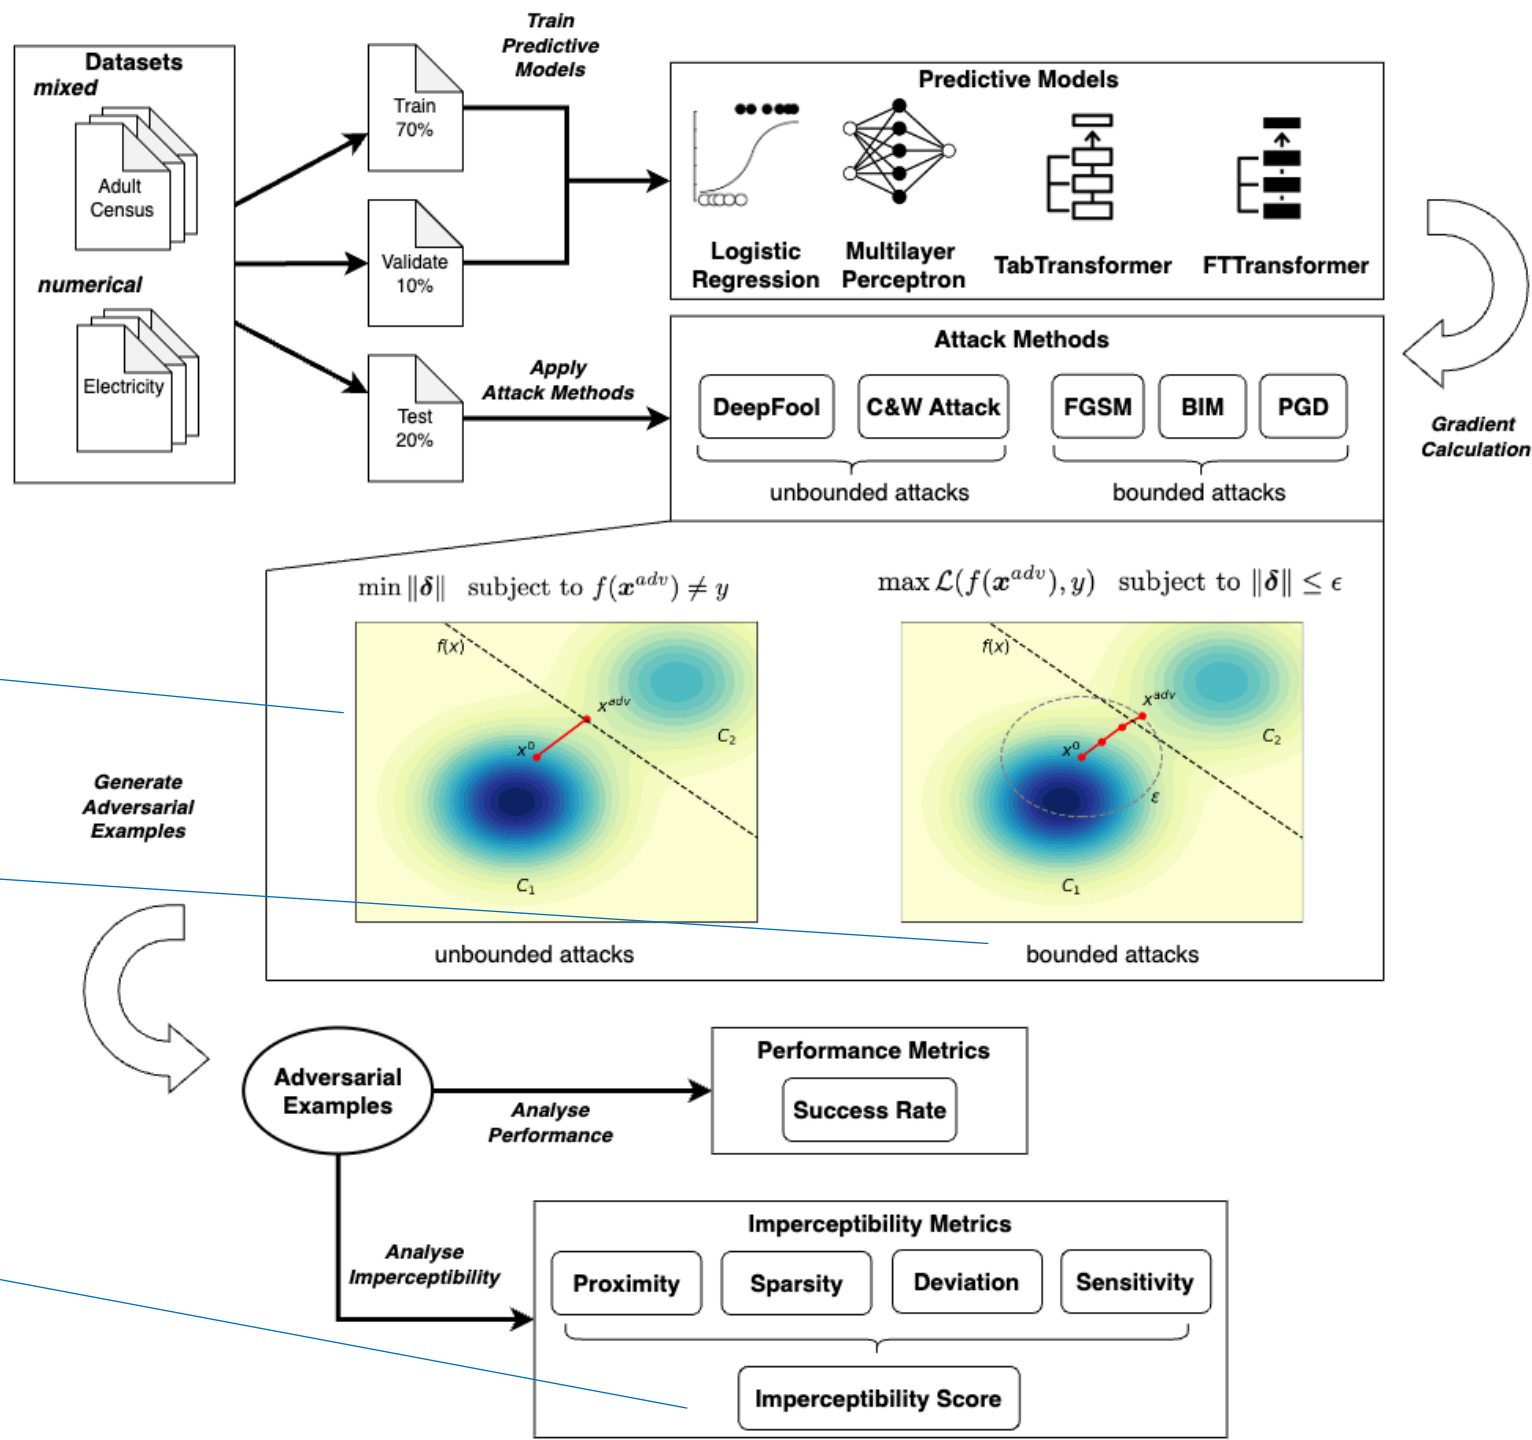 Datasets
mixed
Adult
Census
numerical
Electricity
Train
70%
Validate
10%
Test
20%
Train
Predictive
Models
Apply
Attack Methods
Predictive Models
Logistic
Regression
Multilayer
Perceptron
TabTransformer
FTTransformer
Attack Methods
DeepFool
C&W Attack
FGSM
BIM
PGD
unbounded attacks
bounded attacks
Gradient
Calculation
min ‖δ‖ subject to f(x^{adv}) ≠ y
max ℒ(f(x^{adv}), y) subject to ‖δ‖ ≤ ϵ
f(x)
x^{adv}
x^0
C_2
C_1
f(x)
x^{adv}
x^0
C_2
ε
C_1
unbounded attacks
bounded attacks
Generate
Adversarial
Examples
Adversarial
Examples
Analyse
Performance
Performance Metrics
Success Rate
Analyse
Imperceptibility
Imperceptibility Metrics
Proximity
Sparsity
Deviation
Sensitivity
Imperceptibility Score